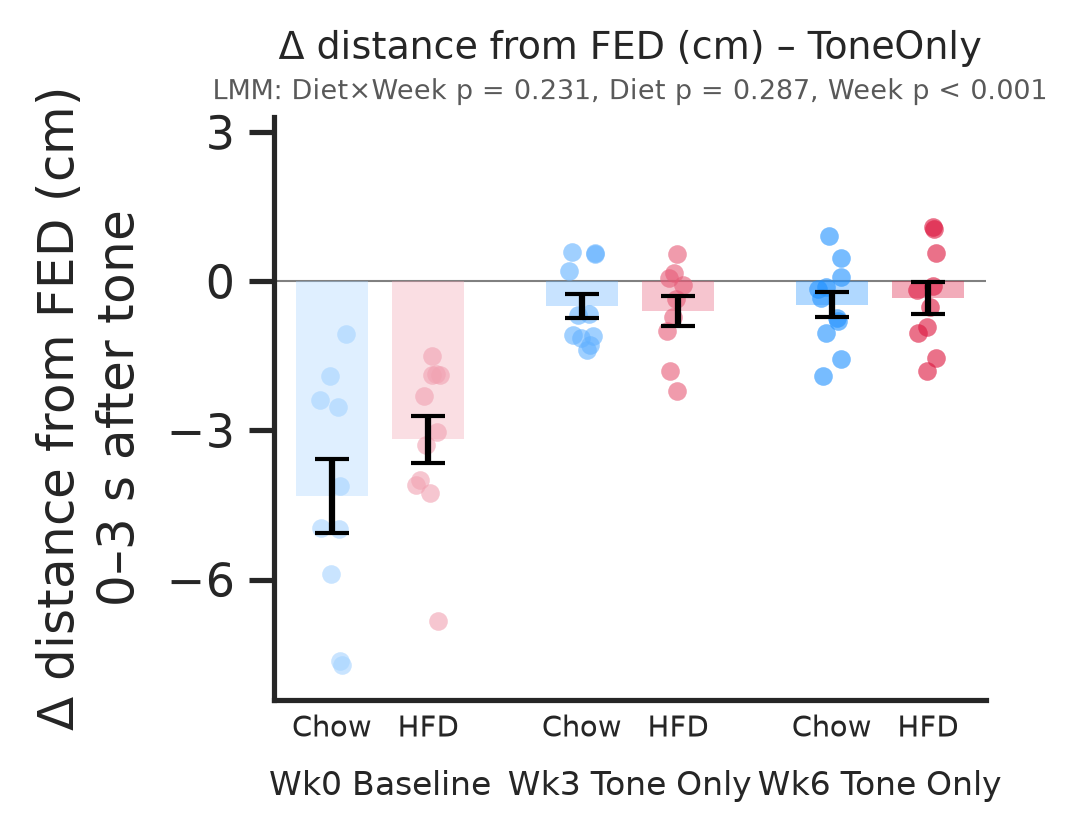 Δ distance from FED (cm) – ToneOnly
LMM: Diet×Week p = 0.231, Diet p = 0.287, Week p < 0.001
Δ distance from FED (cm)
0–3 s after tone
3
0
−3
−6
Chow HFD Chow HFD Chow HFD
Wk0 Baseline Wk3 Tone Only Wk6 Tone Only